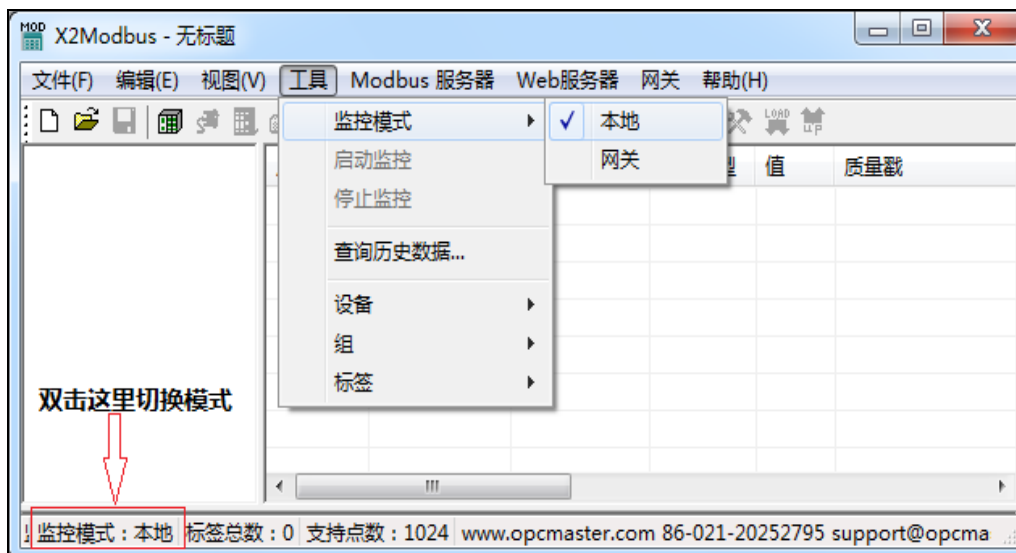 MOD X2Modbus - 无标题
文件(F) 编辑(E) 视图(V) 工具 Modbus 服务器 Web服务器 网关 帮助(H)
监控模式 ✓ 本地 LOAD UP
启动监控 网关 值 质量戳
停止监控
查询历史数据...
设备
组
标签
双击这里切换模式
监控模式：本地 标签总数：0 支持点数：1024 www.opcmaster.com 86-021-20252795 support@opcma